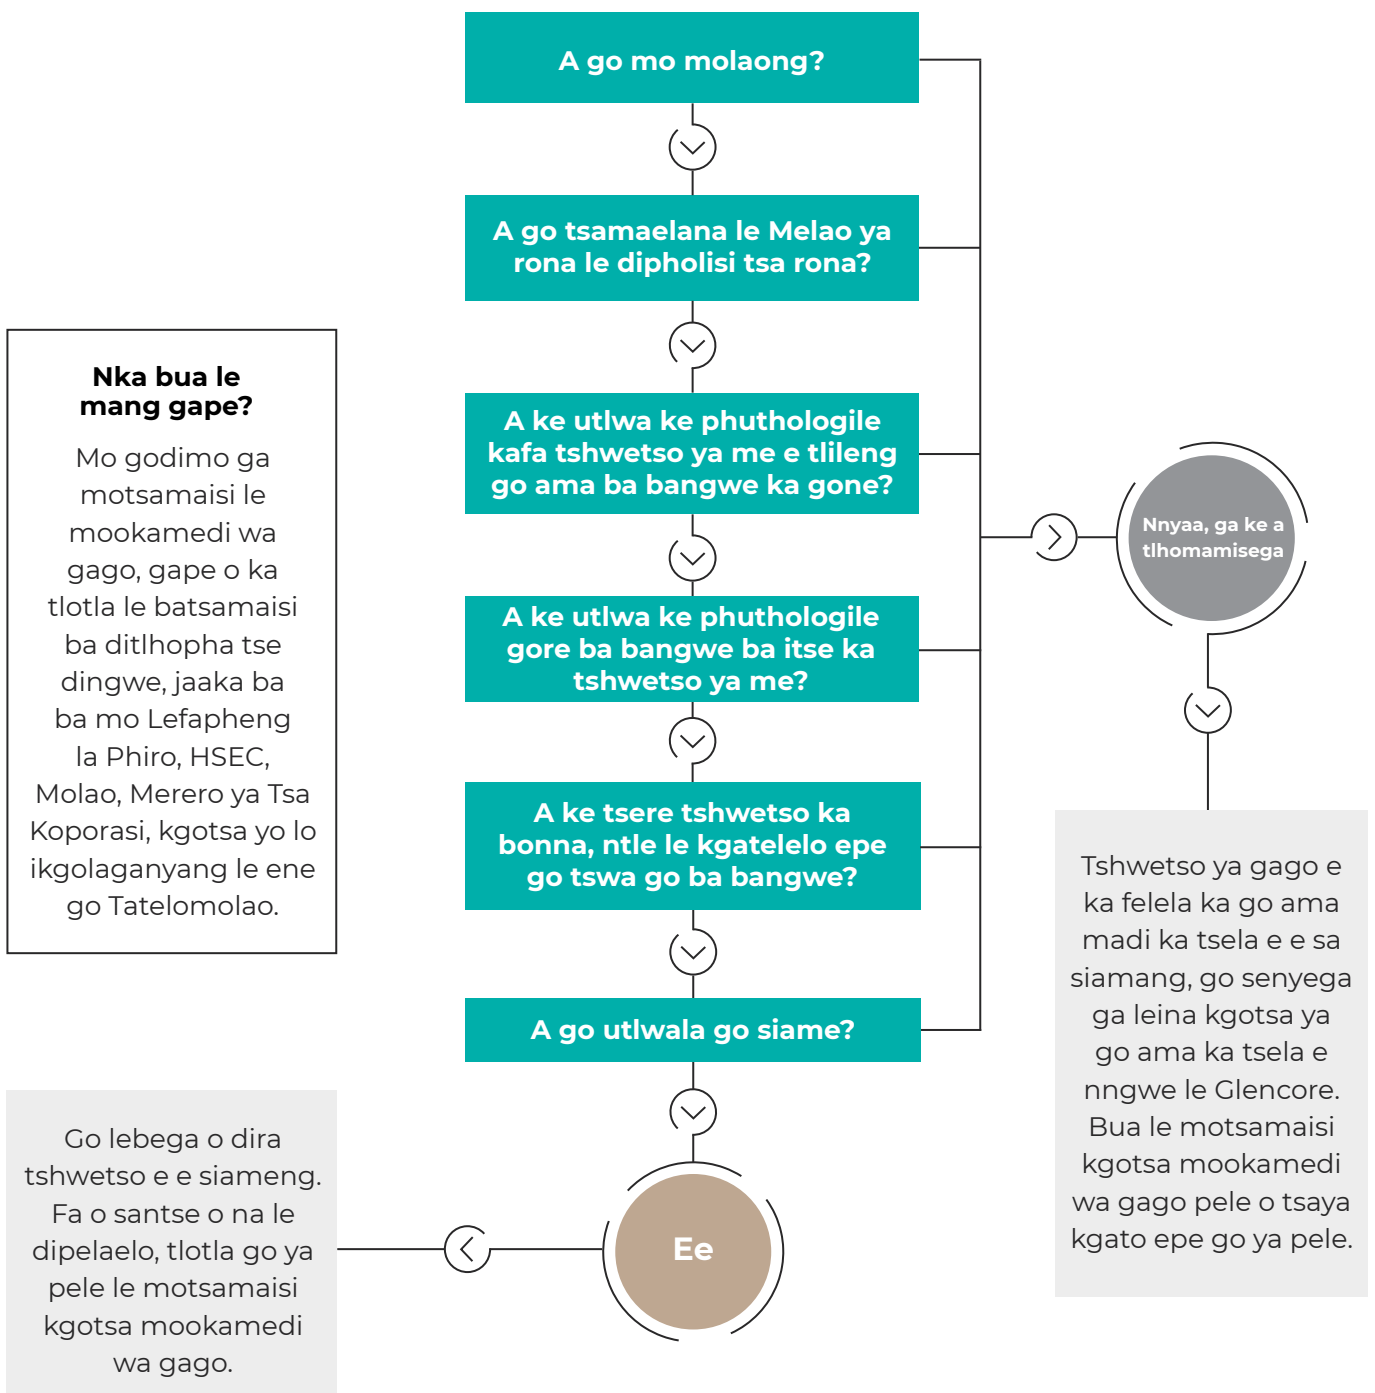 A go mo molaong?
A go tsamaelana le Melao ya
rona le dipholisi tsa rona?
A ke utlwa ke phuthologile
kafa tshwetso ya me e tlileng
go ama ba bangwe ka gone?
A ke utlwa ke phuthologile
gore ba bangwe ba itse ka
tshwetso ya me?
A ke tsere tshwetso ka
bonna, ntle le kgatelelo epe
go tswa go ba bangwe?
A go utlwala go siame?
Nka bua le
mang gape?
Mo godimo ga
motsamaisi le
mookamedi wa
gago, gape o ka
tlotla le batsamaisi
ba ditlhopha tse
dingwe, jaaka ba
ba mo Lefapheng
la Phiro, HSEC,
Molao, Merero ya Tsa
Koporasi, kgotsa yo lo
ikgolaganyang le ene
go Tatelomolao.
Nnyaa, ga ke a
tlhomamisega
Tshwetso ya gago e
ka felela ka go ama
madi ka tsela e e sa
siamang, go senyega
ga leina kgotsa ya
go ama ka tsela e
nngwe le Glencore.
Bua le motsamaisi
kgotsa mookamedi
wa gago pele o tsaya
kgato epe go ya pele.
Ee
Go lebega o dira
tshwetso e e siameng.
Fa o santse o na le
dipelaelo, tlotla go ya
pele le motsamaisi
kgotsa mookamedi
wa gago.